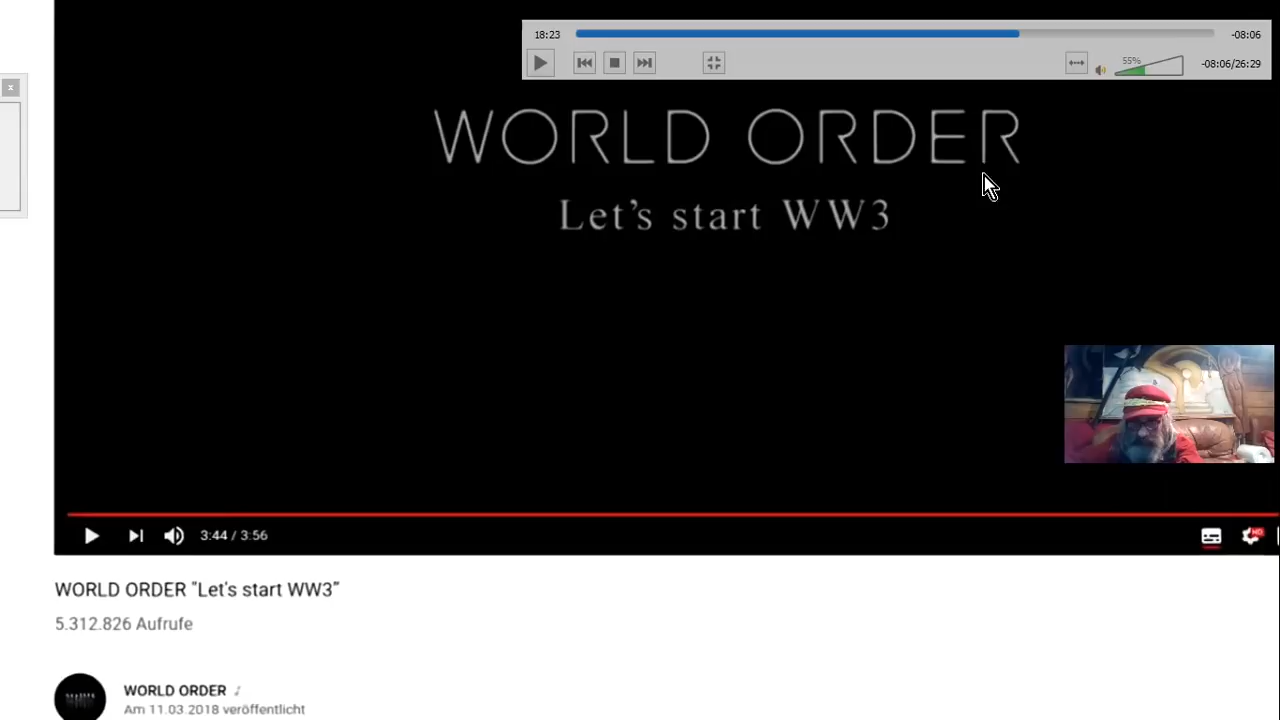 18:23
-08:06
55%
-08:06/26:29
WORLD ORDER
Let's start WW3
3:44 / 3:56
HD
WORLD ORDER "Let's start WW3"
5.312.826 Aufrufe
WORLD ORDER
Am 11.03.2018 veröffentlicht